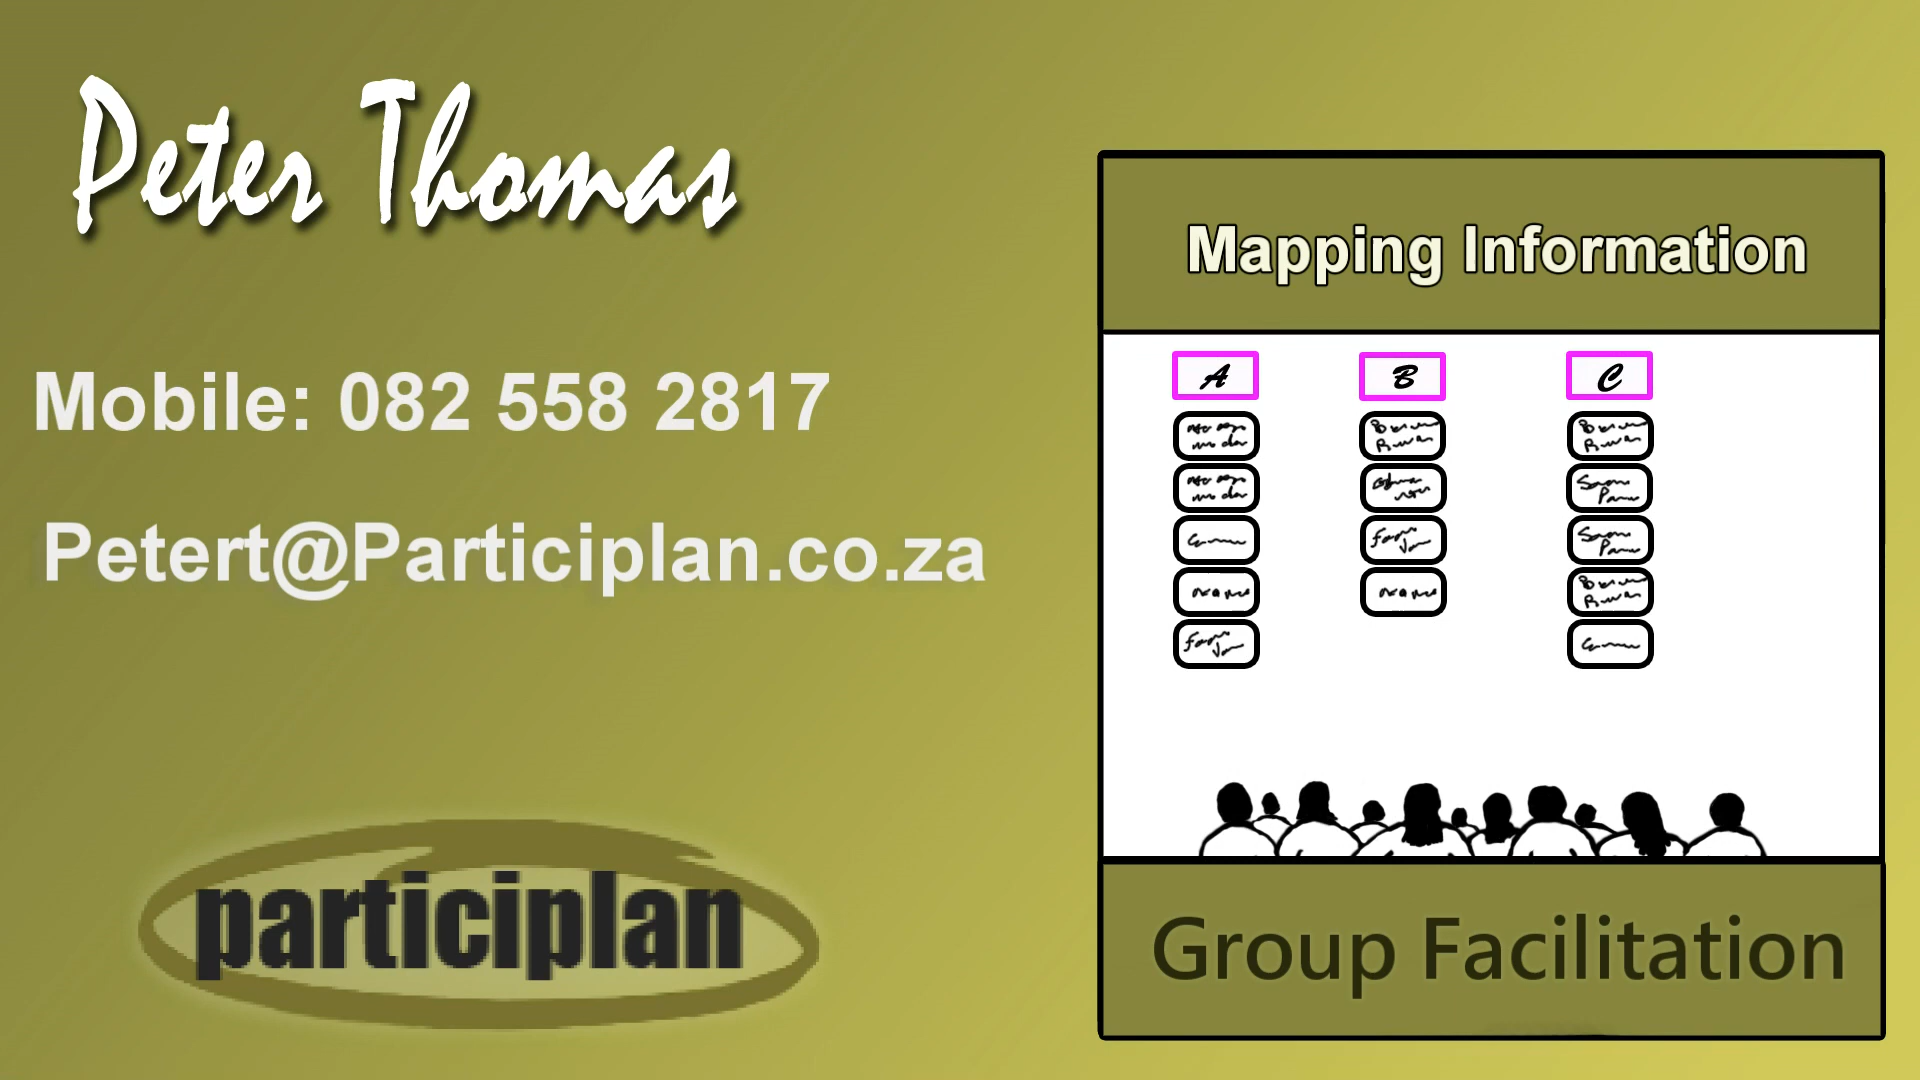 Peter Thomas
Mobile: 082 558 2817
Petert@Participlan.co.za
participlan
Mapping Information
A B C
Group Facilitation